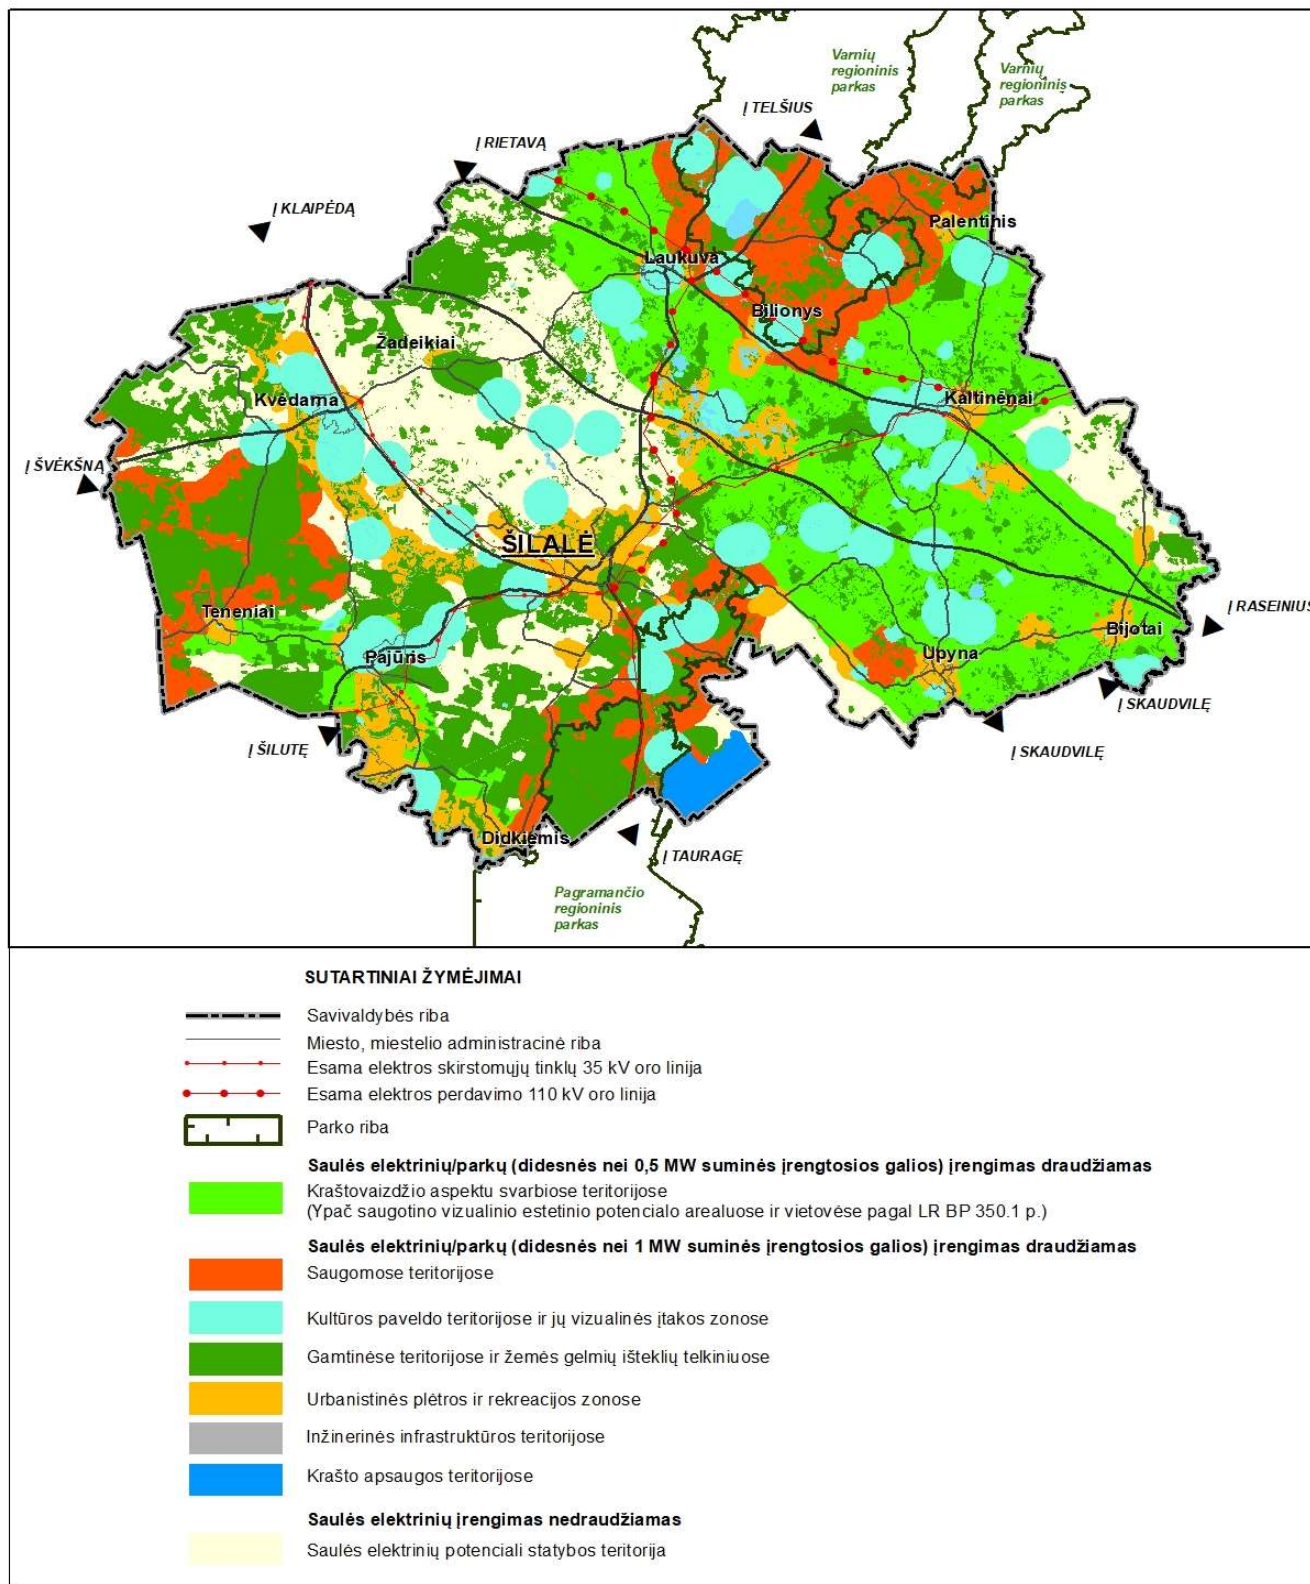 Varnių
regioninis
parkas
Varnių
regioninis
parkas
Į TELŠIUS
Į RIETAVĄ
Į KLAIPĖDĄ
Palentinis
Laukuva
Bilionys
Žadeikiai
Kvėdarna
Kaltinėnai
Į ŠVĖKŠNĄ
ŠILALĖ
Teneniai
Į RASEINIUS
Bijotai
Upyna
Pajūris
Į SKAUDVILĘ
Į ŠILUTĘ
Į SKAUDVILĘ
Didkiemis
Į TAURAGĘ
Pagramančio
regioninis
parkas
SUTARTINIAI ŽYMĖJIMAI
Savivaldybės riba
Miesto, miestelio administracinė riba
Esama elektros skirstomųjų tinklų 35 kV oro linija
Esama elektros perdavimo 110 kV oro linija
Parko riba
Saulės elektrinių/parkų (didesnės nei 0,5 MW suminės įrengtosios galios) įrengimas draudžiamas
Kraštovaizdžio aspektu svarbiose teritorijose
(Ypač saugotino vizualinio estetinio potencialo arealuose ir vietovėse pagal LR BP 350.1 p.)
Saulės elektrinių/parkų (didesnės nei 1 MW suminės įrengtosios galios) įrengimas draudžiamas
Saugomose teritorijose
Kultūros paveldo teritorijose ir jų vizualinės įtakos zonose
Gamtinėse teritorijose ir žemės gelmių išteklių telkiniuose
Urbanistinės plėtros ir rekreacijos zonose
Inžinerinės infrastruktūros teritorijose
Krašto apsaugos teritorijose
Saulės elektrinių įrengimas nedraudžiamas
Saulės elektrinių potenciali statybos teritorija